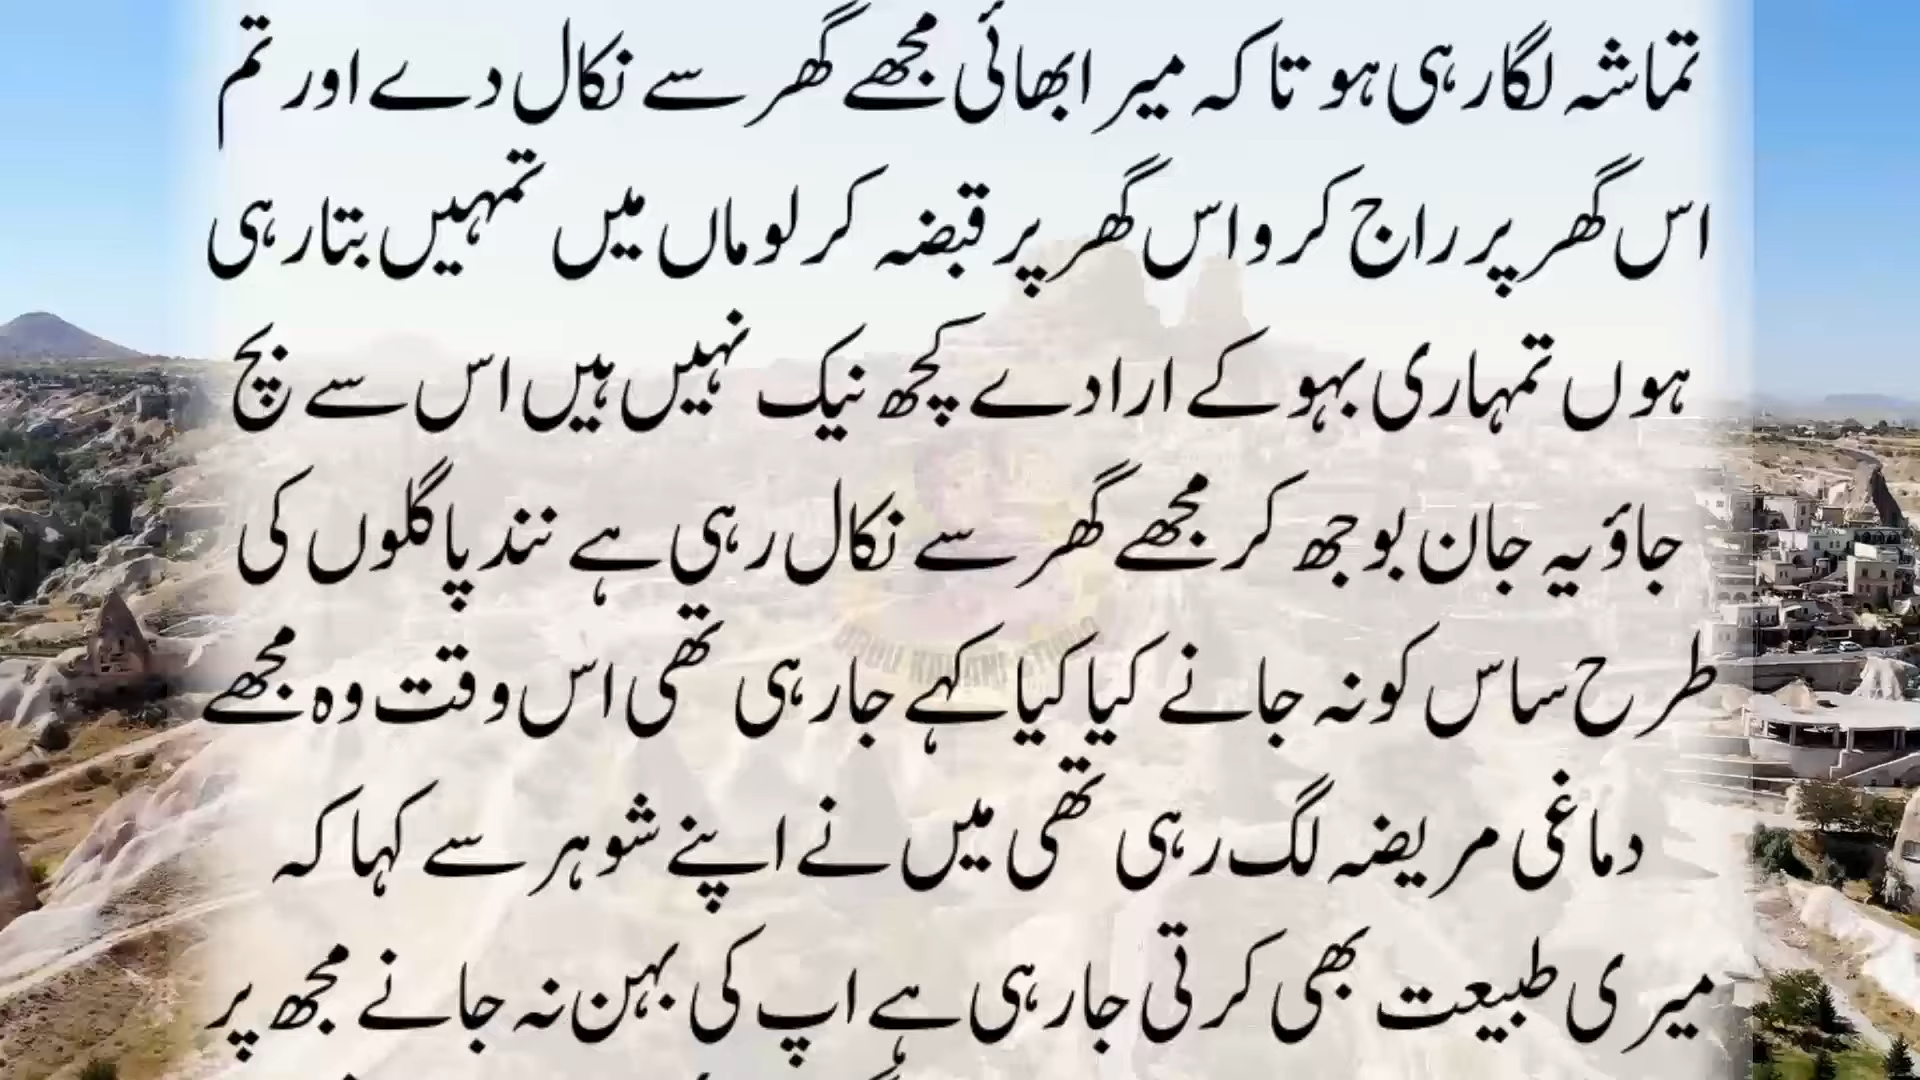 تماشہ لگا رہی ہو تاکہ میرا بھائی مجھے گھر سے نکال دے اور تم
اس گھر پر راج کرو اس گھر پر قبضہ کر لو ماں میں تمہیں بتا رہی
ہوں تمہاری بہو کے ارادے کچھ نیک نہیں ہیں اس سے بچ
جاؤ یہ جان بوجھ کر مجھے گھر سے نکال رہی ہے نند پاگلوں کی
طرح ساس کو نہ جانے کیا کیا کہے جا رہی تھی اس وقت وہ مجھے
دماغی مریضہ لگ رہی تھی میں نے اپنے شوہر سے کہا کہ
میری طبیعت بھی کرتی جا رہی ہے اپ کی بہن نہ جانے مجھ پر
URDU KAHANI STUDIO